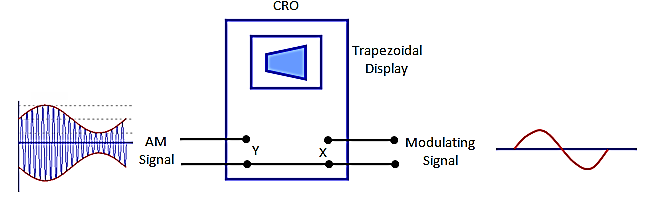 CRO
Trapezoidal
Display
AM
Signal
Y
X
Modulating
Signal